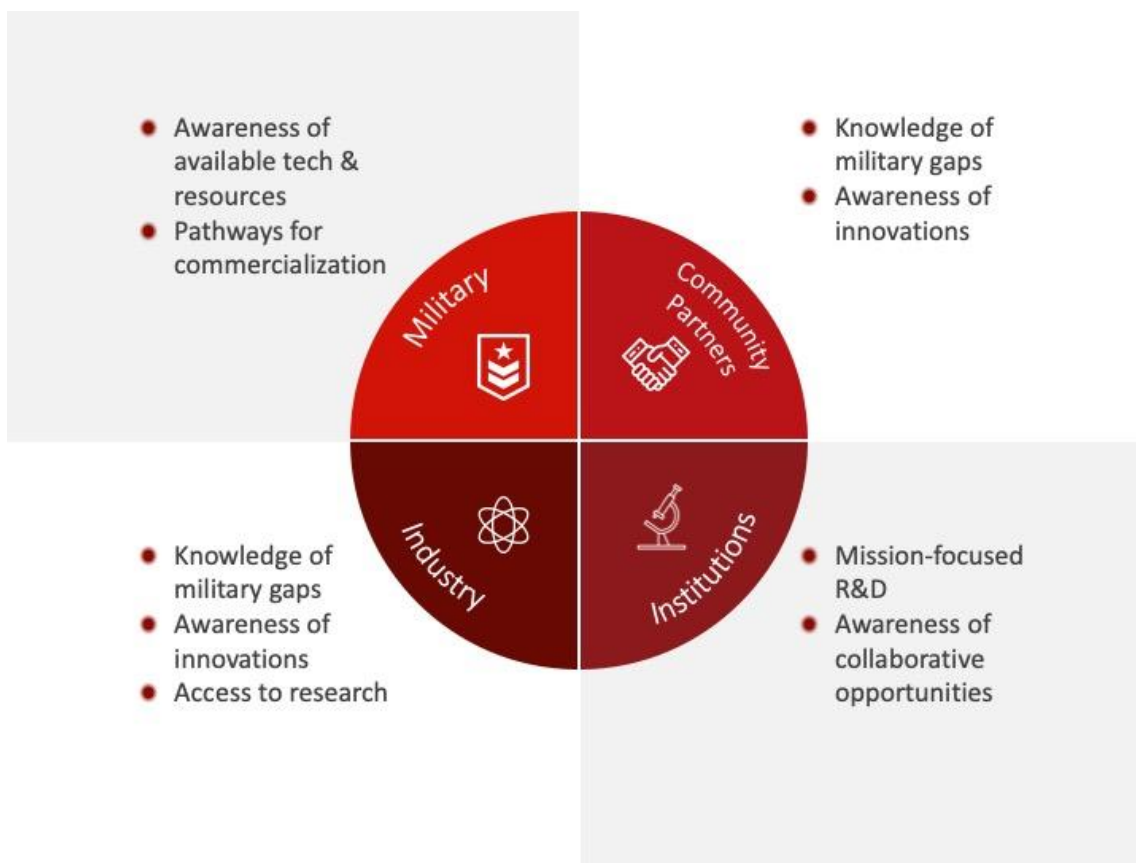 Awareness of
available tech &
resources
Pathways for
commercialization
Knowledge of
military gaps
Awareness of
innovations
Military
Community
Partners
Industry
Institutions
Knowledge of
military gaps
Awareness of
innovations
Access to research
Mission-focused
R&D
Awareness of
collaborative
opportunities